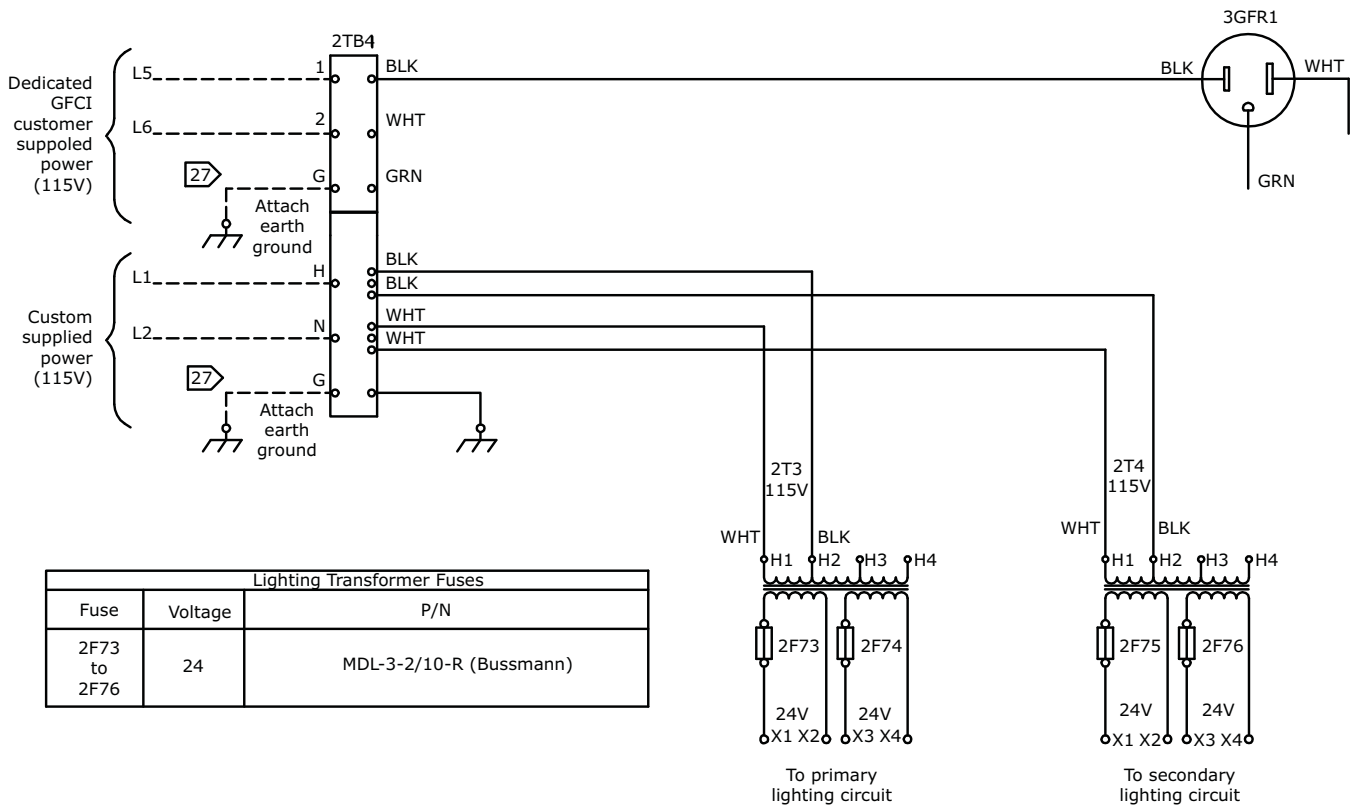 3GFR1
2TB4
L5
1
BLK
BLK
WHT
Dedicated
GFCI
customer
suppoled
power
(115V)
L6
2
WHT
27
G
GRN
GRN
Attach
earth
ground
BLK
L1
H
BLK
WHT
Custom
supplied
power
(115V)
L2
N
WHT
27
G
Attach
earth
ground
2T3
115V
2T4
115V
WHT
BLK
WHT
BLK
H1
H2
H3
H4
H1
H2
H3
H4
Lighting Transformer Fuses
Fuse
Voltage
P/N
2F73
to
2F76
24
MDL-3-2/10-R (Bussmann)
2F73
2F74
2F75
2F76
24V
24V
24V
24V
X1 X2
X3 X4
X1 X2
X3 X4
To primary
lighting circuit
To secondary
lighting circuit